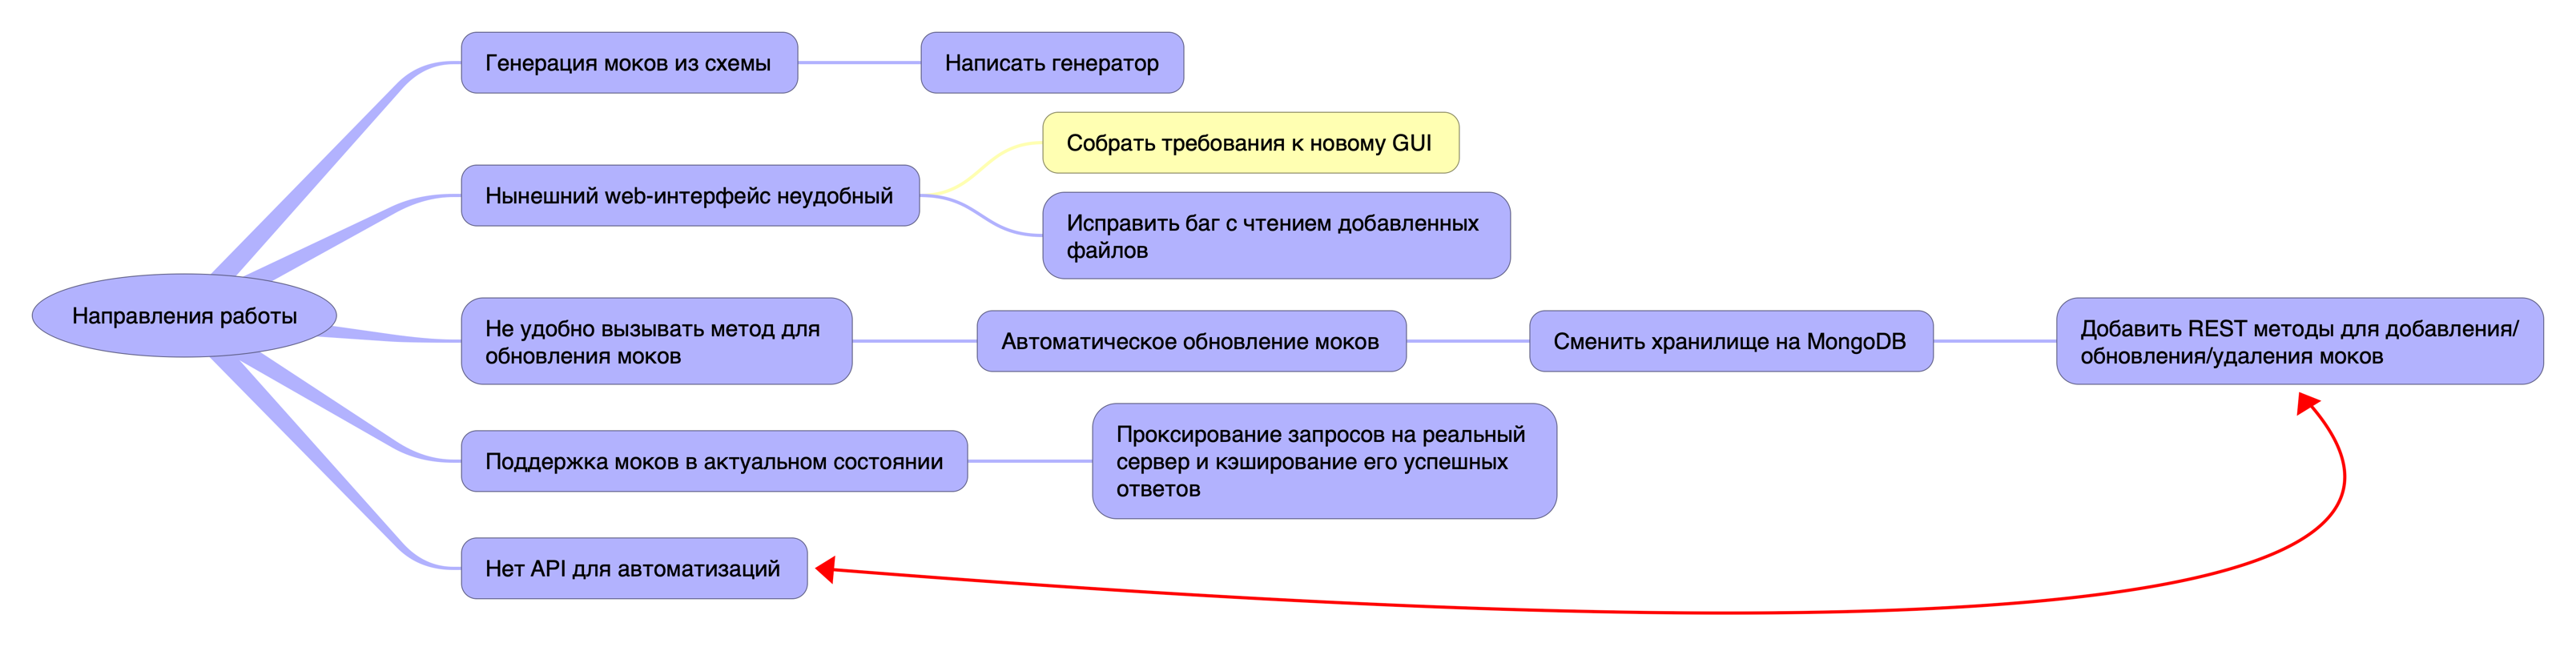 Направления работы
Генерация моков из схемы
Написать генератор
Нынешний web-интерфейс неудобный
Собрать требования к новому GUI
Исправить баг с чтением добавленных
файлов
Не удобно вызывать метод для
обновления моков
Автоматическое обновление моков
Сменить хранилище на MongoDB
Добавить REST методы для добавления/
обновления/удаления моков
Поддержка моков в актуальном состоянии
Проксирование запросов на реальный
сервер и кэширование его успешных
ответов
Нет API для автоматизаций